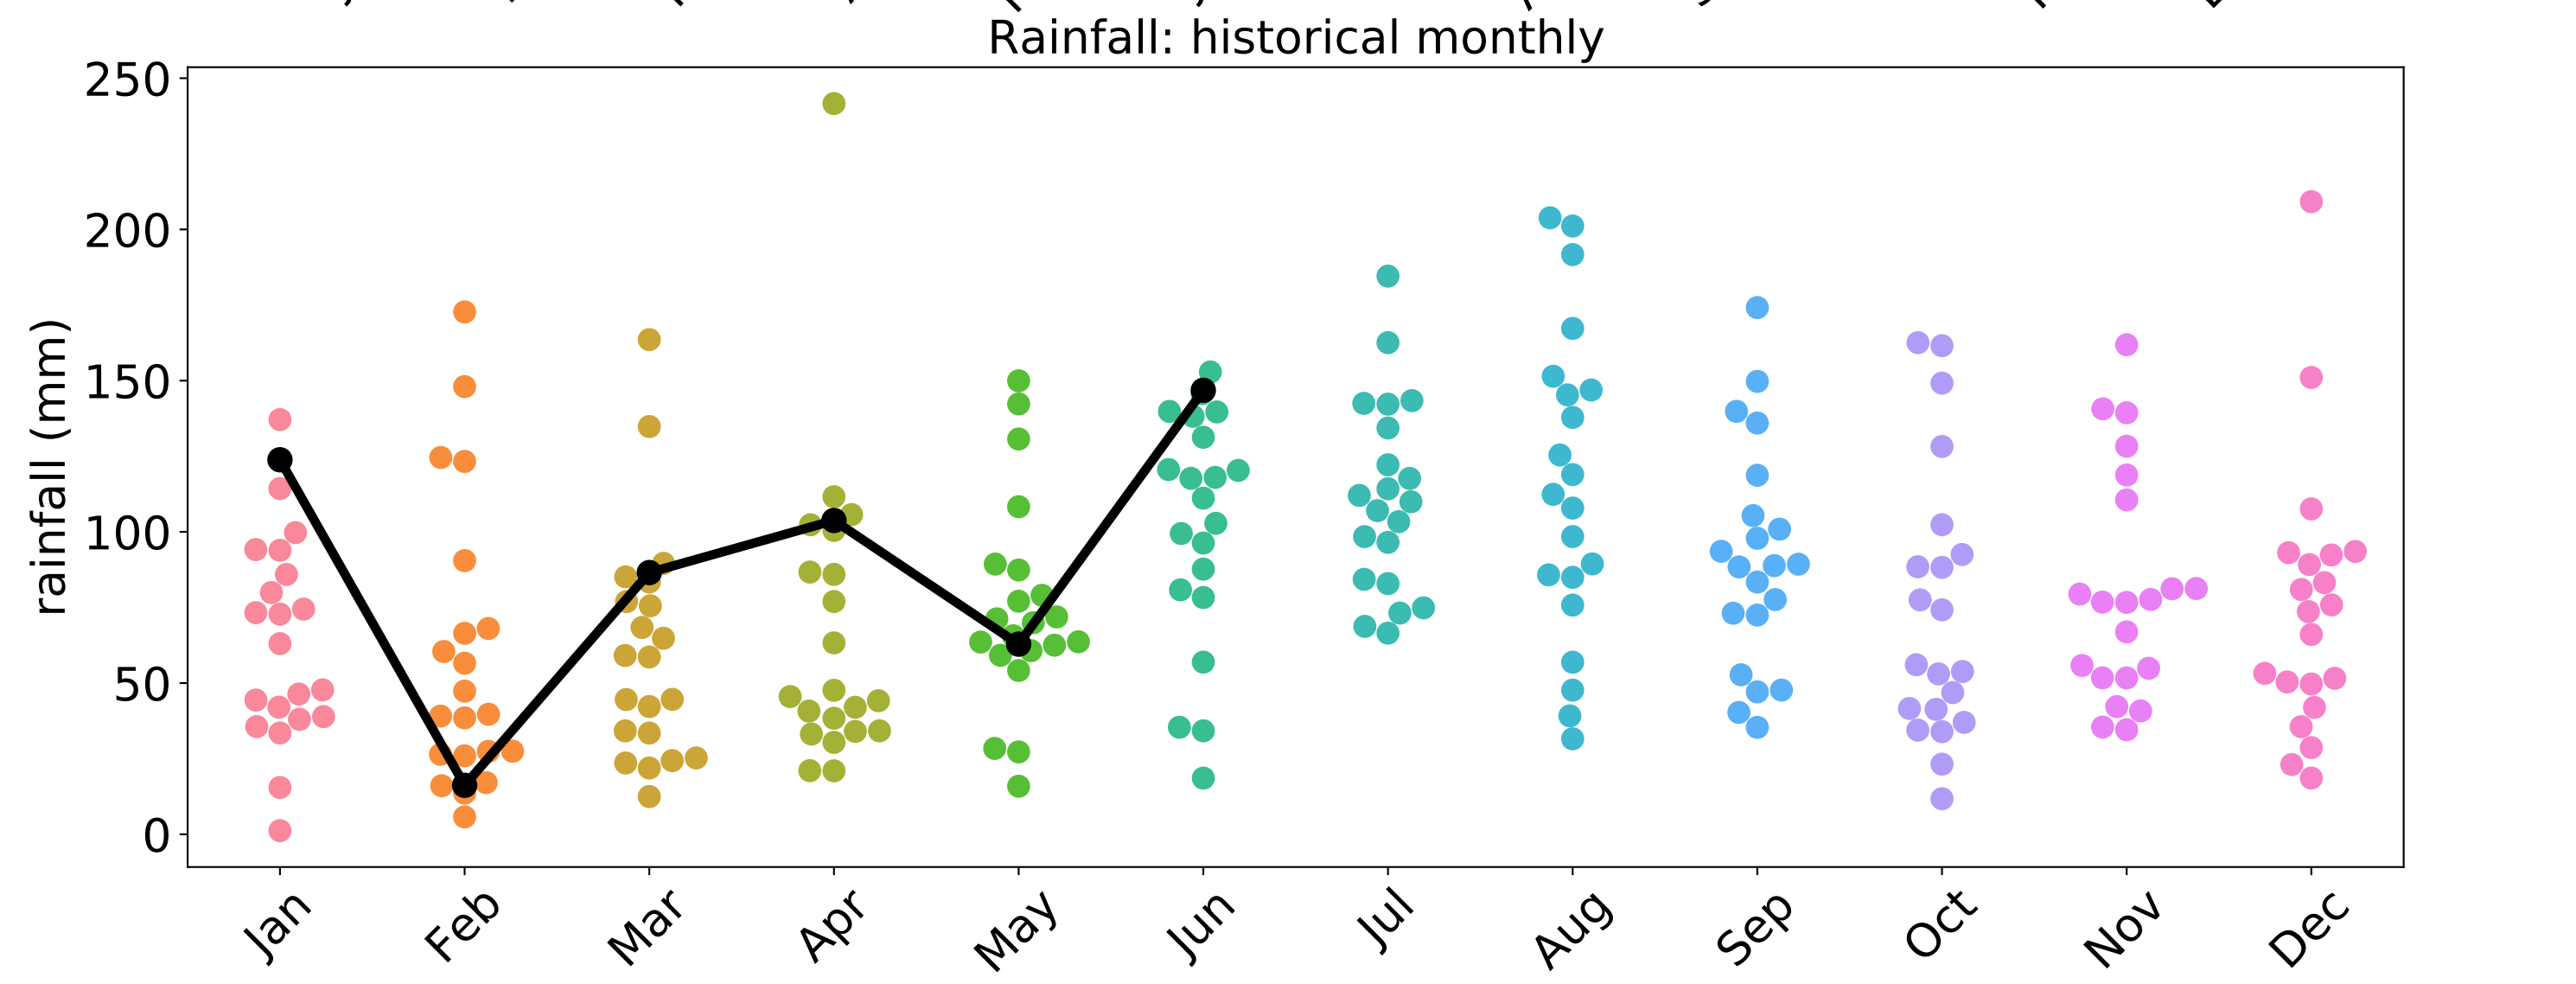 Rainfall: historical monthly
250
200
150
100
50
0
rainfall (mm)
Jan
Feb
Mar
Apr
May
Jun
Jul
Aug
Sep
Oct
Nov
Dec